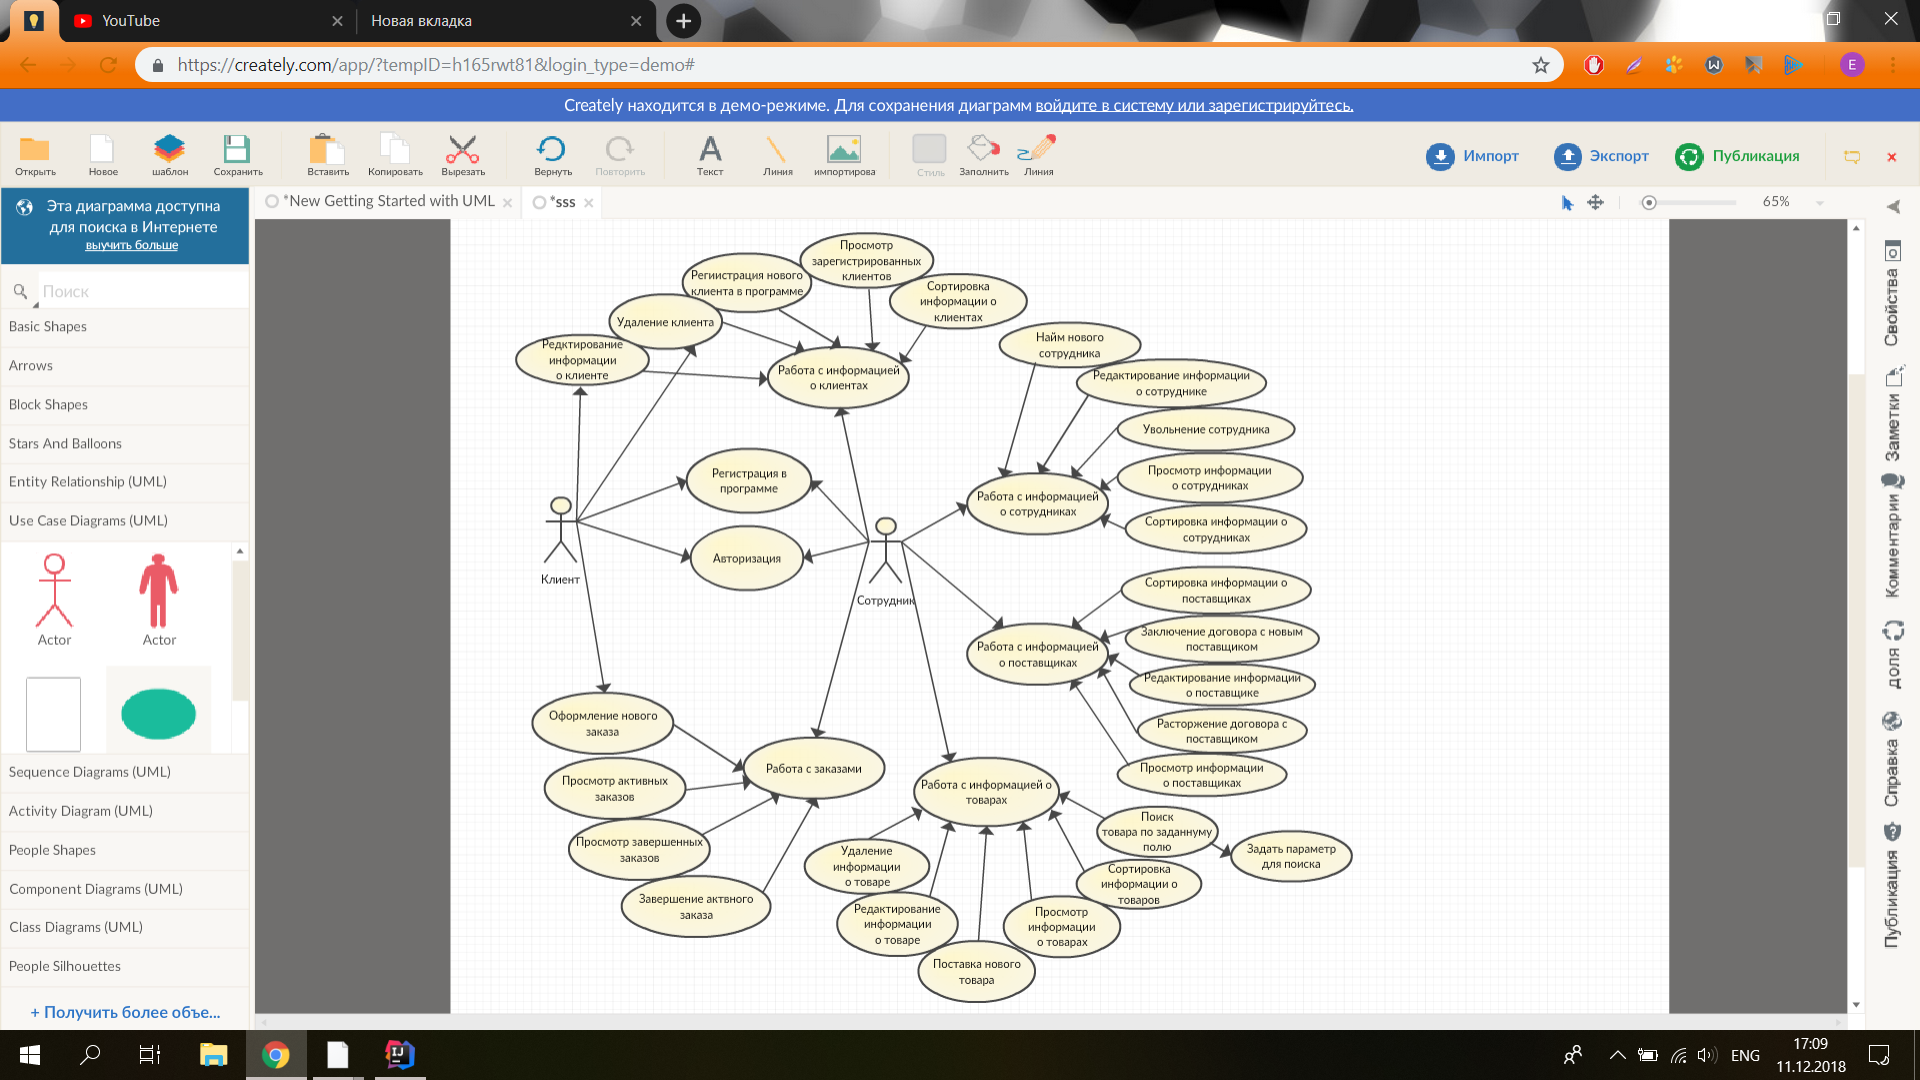 YouTube
Новая вкладка
https://creately.com/app/?tempID=h165rwt81&login_type=demo#
E
Creately находится в демо-режиме. Для сохранения диаграмм войдите в систему или зарегистрируйтесь.
Открыть
Новое
шаблон
Сохранить
Вставить
Копировать
Вырезать
Вернуть
Повторить
Текст
Линия
импортирова
Стиль
Заполнить
Линия
Импорт
Экспорт
Публикация
Эта диаграмма доступна
для поиска в Интернете
выучить больше
*New Getting Started with UML
*sss
65%
Поиск
Basic Shapes
Arrows
Block Shapes
Stars And Balloons
Entity Relationship (UML)
Use Case Diagrams (UML)
Actor
Actor
Sequence Diagrams (UML)
Activity Diagram (UML)
People Shapes
Component Diagrams (UML)
Class Diagrams (UML)
People Silhouettes
+ Получить более объе...
Просмотр
зарегистрированных
клиентов
Региистрация нового
клиента в программе
Сортировка
информации о
клиентах
Удаление клиента
Редктирование
информации
о клиенте
Работа с информацией
о клиентах
Найм нового
сотрудника
Редактирование информации
о сотруднике
Увольнение сотрудника
Просмотр информации
о сотрудниках
Сортировка информации о
сотрудниках
Работа с информацией
о сотрудниках
Регистрация в
программе
Авторизация
Клиент
Сотрудник
Сортировка информации о
поставщиках
Заключение договора с новым
поставщиком
Редактирование информации
о поставщике
Расторжение договора с
поставщиком
Просмотр информации
о поставщиках
Работа с информацией
о поставщиках
Оформление нового
заказа
Просмотр активных
заказов
Просмотр завершенных
заказов
Завершение актвного
заказа
Работа с заказами
Работа с информацией о
товарах
Удаление
информации
о товаре
Редактирование
информации
о товаре
Поставка нового
товара
Просмотр
информации
о товарах
Сортировка
информации о
товаров
Поиск
товара по заданнуму
полю
Задать параметр
для поиска
Свойства
Заметки
Комментарии
доля
Справка
Публикация
ENG
17:09
11.12.2018